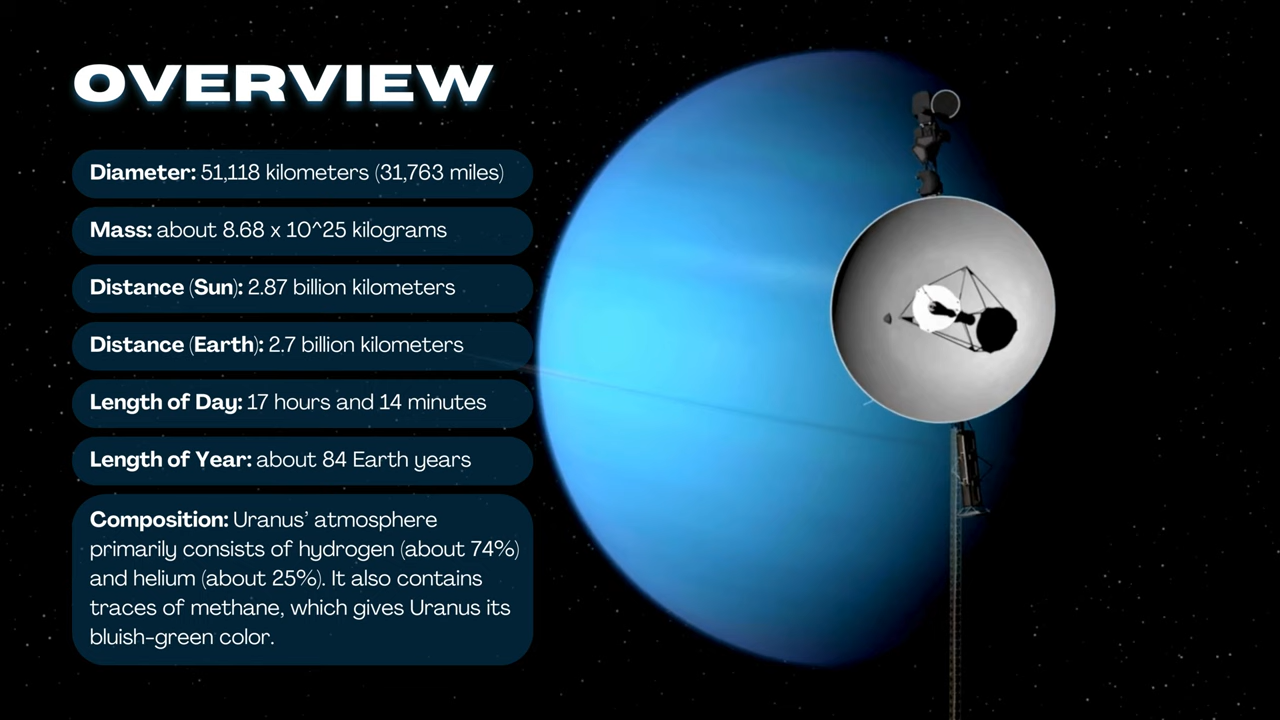 OVERVIEW
Diameter: 51,118 kilometers (31,763 miles)
Mass: about 8.68 x 10^25 kilograms
Distance (Sun): 2.87 billion kilometers
Distance (Earth): 2.7 billion kilometers
Length of Day: 17 hours and 14 minutes
Length of Year: about 84 Earth years
Composition: Uranus’ atmosphere
primarily consists of hydrogen (about 74%)
and helium (about 25%). It also contains
traces of methane, which gives Uranus its
bluish-green color.